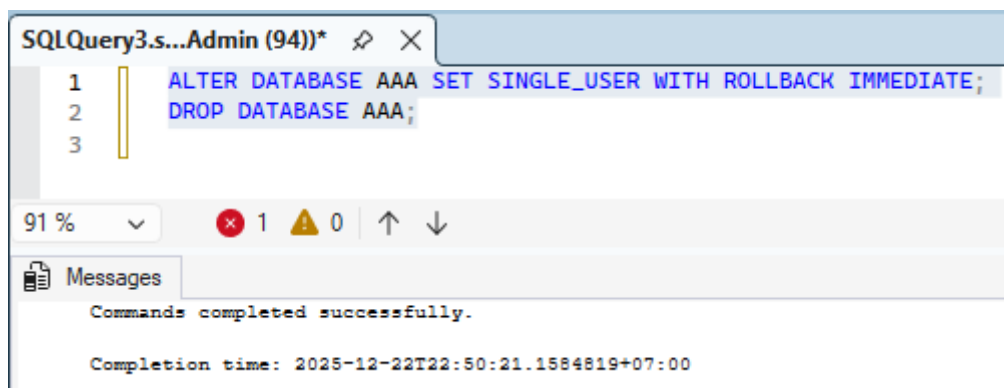 SQLQuery3.s...Admin (94))*
1 ALTER DATABASE AAA SET SINGLE_USER WITH ROLLBACK IMMEDIATE;
2 DROP DATABASE AAA;
3
91 % 1 0
Messages
Commands completed successfully.
Completion time: 2025-12-22T22:50:21.1584819+07:00